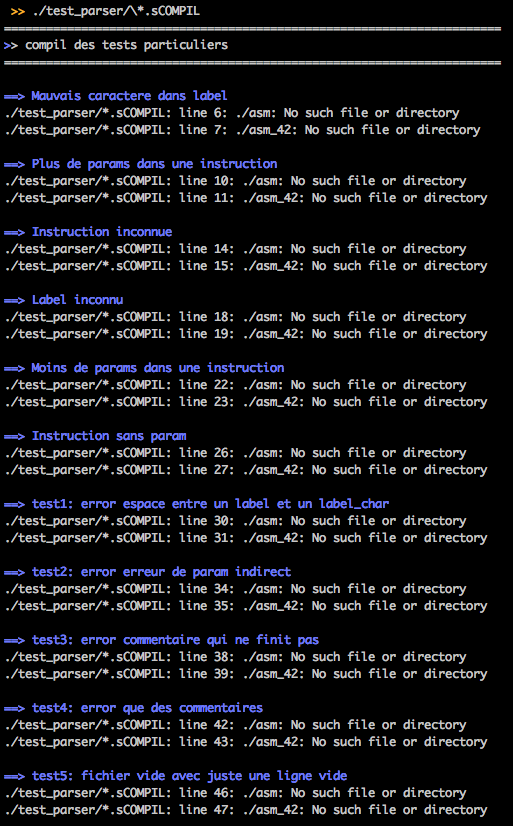 >> ./test_parser/\*.sCOMPIL
>> compil des tests particuliers
==> Mauvais caractere dans label
./test_parser/*.sCOMPIL: line 6: ./asm: No such file or directory
./test_parser/*.sCOMPIL: line 7: ./asm_42: No such file or directory
==> Plus de params dans une instruction
./test_parser/*.sCOMPIL: line 10: ./asm: No such file or directory
./test_parser/*.sCOMPIL: line 11: ./asm_42: No such file or directory
==> Instruction inconnue
./test_parser/*.sCOMPIL: line 14: ./asm: No such file or directory
./test_parser/*.sCOMPIL: line 15: ./asm_42: No such file or directory
==> Label inconnu
./test_parser/*.sCOMPIL: line 18: ./asm: No such file or directory
./test_parser/*.sCOMPIL: line 19: ./asm_42: No such file or directory
==> Moins de params dans une instruction
./test_parser/*.sCOMPIL: line 22: ./asm: No such file or directory
./test_parser/*.sCOMPIL: line 23: ./asm_42: No such file or directory
==> Instruction sans param
./test_parser/*.sCOMPIL: line 26: ./asm: No such file or directory
./test_parser/*.sCOMPIL: line 27: ./asm_42: No such file or directory
==> test1: error espace entre un label et un label_char
./test_parser/*.sCOMPIL: line 30: ./asm: No such file or directory
./test_parser/*.sCOMPIL: line 31: ./asm_42: No such file or directory
==> test2: error erreur de param indirect
./test_parser/*.sCOMPIL: line 34: ./asm: No such file or directory
./test_parser/*.sCOMPIL: line 35: ./asm_42: No such file or directory
==> test3: error commentaire qui ne finit pas
./test_parser/*.sCOMPIL: line 38: ./asm: No such file or directory
./test_parser/*.sCOMPIL: line 39: ./asm_42: No such file or directory
==> test4: error que des commentaires
./test_parser/*.sCOMPIL: line 42: ./asm: No such file or directory
./test_parser/*.sCOMPIL: line 43: ./asm_42: No such file or directory
==> test5: fichier vide avec juste une ligne vide
./test_parser/*.sCOMPIL: line 46: ./asm: No such file or directory
./test_parser/*.sCOMPIL: line 47: ./asm_42: No such file or directory